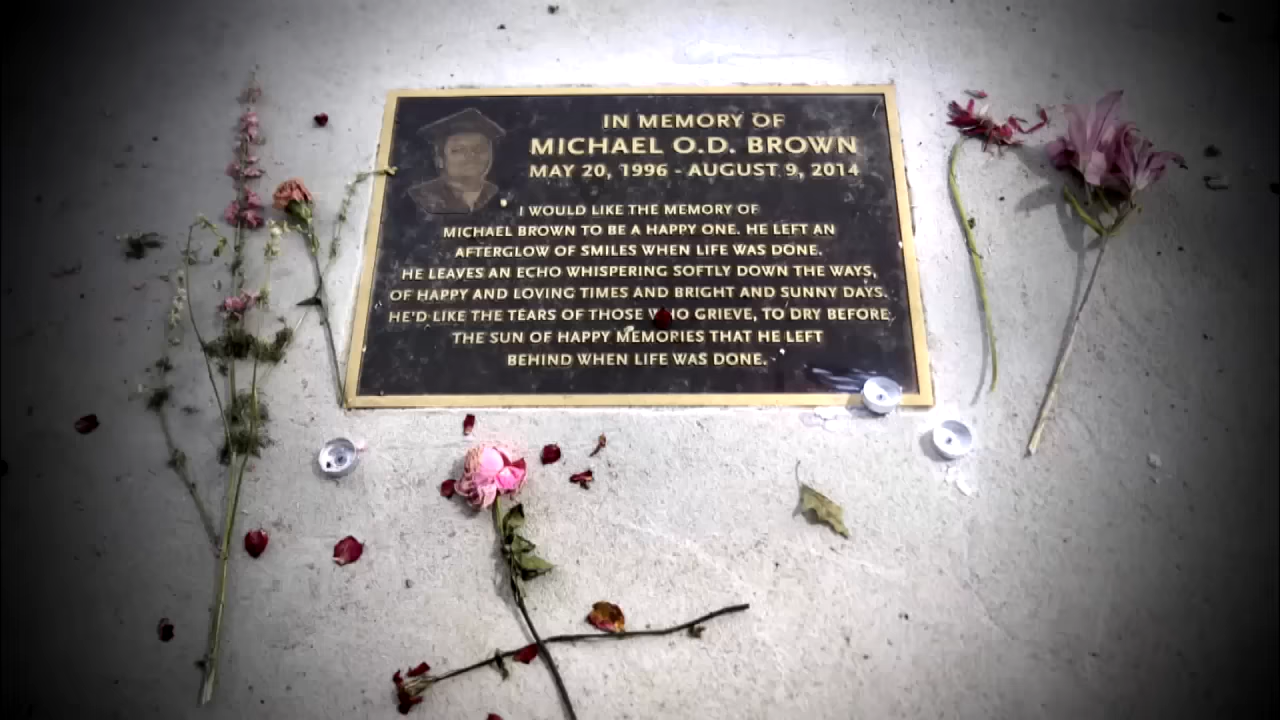 IN MEMORY OF
MICHAEL O.D. BROWN
MAY 20, 1996 - AUGUST 9, 2014
I WOULD LIKE THE MEMORY OF
MICHAEL BROWN TO BE A HAPPY ONE. HE LEFT AN
AFTERGLOW OF SMILES WHEN LIFE WAS DONE.
HE LEAVES AN ECHO WHISPERING SOFTLY DOWN THE WAYS,
OF HAPPY AND LOVING TIMES AND BRIGHT AND SUNNY DAYS.
HE'D LIKE THE TEARS OF THOSE WHO GRIEVE, TO DRY BEFORE
THE SUN OF HAPPY MEMORIES THAT HE LEFT
BEHIND WHEN LIFE WAS DONE.